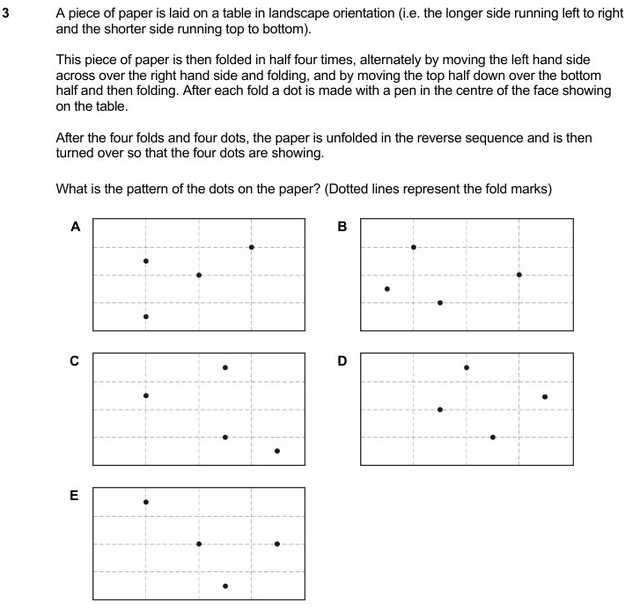 3 A piece of paper is laid on a table in landscape orientation (i.e. the longer side running left to right
and the shorter side running top to bottom).
This piece of paper is then folded in half four times, alternately by moving the left hand side
across over the right hand side and folding, and by moving the top half down over the bottom
half and then folding. After each fold a dot is made with a pen in the centre of the face showing
on the table.
After the four folds and four dots, the paper is unfolded in the reverse sequence and is then
turned over so that the four dots are showing.
What is the pattern of the dots on the paper? (Dotted lines represent the fold marks)
A
B
C
D
E